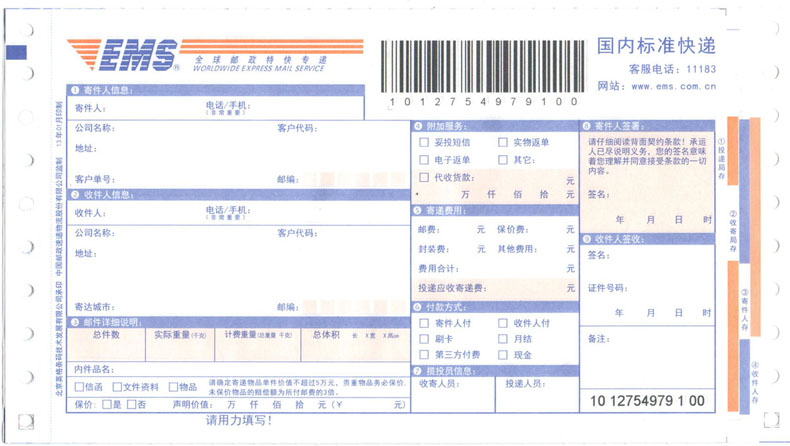 EMS®
全球邮政特快专递
WORLDWIDE EXPRESS MAIL SERVICE
1012754979100
国内标准快递
客服电话：11183
网站：www.ems.com.cn
① 寄件人信息：
寄件人： 电话/手机：
（非常重要）
公司名称： 客户代码：
地址：
客户单号： 邮编：
② 收件人信息：
收件人： 电话/手机：
（非常重要）
公司名称： 客户代码：
地址：
寄达城市： 邮编：
③ 邮件详细说明：
总件数 实际重量（千克） 计费重量（总重量 千克） 总体积 长 X宽 X高cm
内件品名：
□信函 □文件资料 □物品
请确定寄递物品单件价值不超过5万元，贵重物品务必保价，
未保价物品的赔偿额为所付邮费的3倍。
保价：□是 □否 声明价值： 万 仟 佰 拾 元（￥ 元）
请用力填写！
④ 附加服务：
□ 妥投短信 □ 实物返单
□ 电子返单 □ 其它：
□ 代收货款： 元
万 仟 佰 拾 元
⑤ 寄递费用：
邮费： 元 保价费： 元
封装费： 元 其他费用： 元
费用合计： 元
投递应收寄递费： 元
⑥ 付款方式：
□ 寄件人付 □ 收件人付
□ 刷卡 □ 月结
□ 第三方付费 □ 现金
⑦ 揽投员信息：
收寄人员： 投递人员：
⑧ 寄件人签署：
请仔细阅读背面契约条款！承运
人已尽说明义务，您的签名意味
着您理解并同意接受条款的一切
内容。
签名：
年 月 日 时
⑨ 收件人签收：
签名：
证件号码：
年 月 日 时
备注：
10 12754979 1 00
①投递局存
②收寄局存
③寄件人存
④收件人存
北京英格条码技术发展有限公司承印 中国邮政速递物流股份有限公司监制 13年01月印制